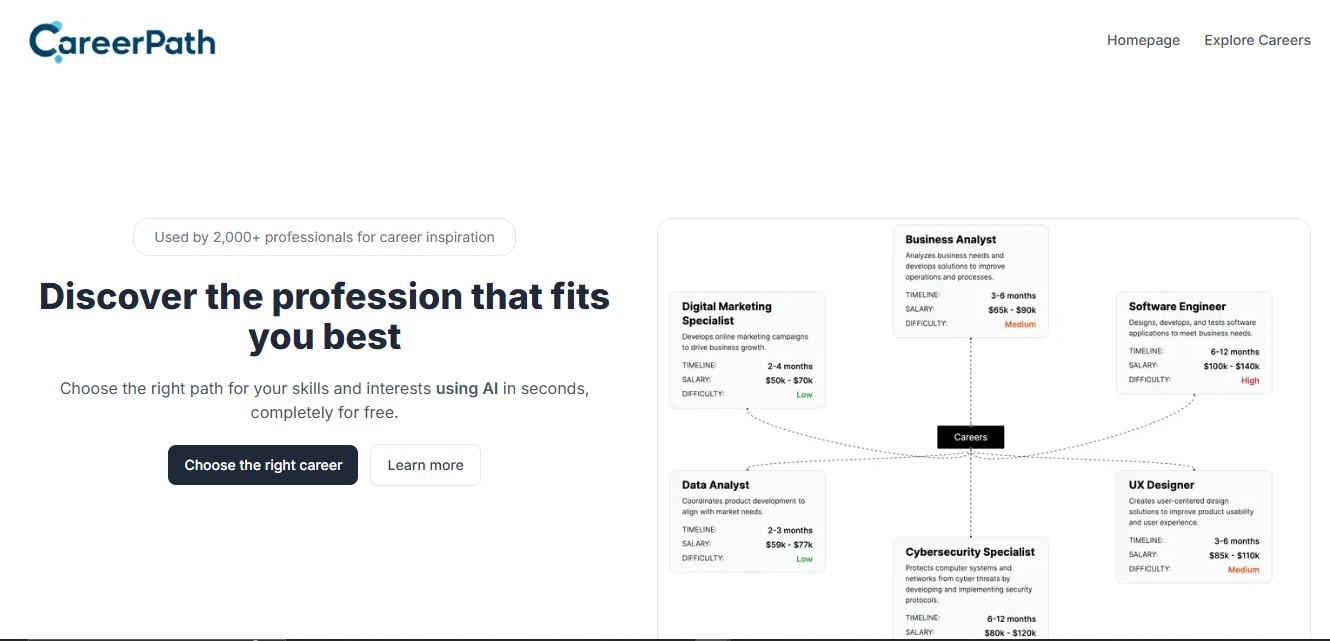 CareerPath
Homepage
Explore Careers
Used by 2,000+ professionals for career inspiration
Discover the profession that fits
you best
Choose the right path for your skills and interests using AI in seconds,
completely for free.
Choose the right career
Learn more
Business Analyst
Analyzes business needs and
develops solutions to improve
operations and processes.
TIMELINE: 3-6 months
SALARY: $65k - $90k
DIFFICULTY: Medium
Digital Marketing
Specialist
Develops online marketing campaigns
to drive business growth.
TIMELINE: 2-4 months
SALARY: $50k - $70k
DIFFICULTY: Low
Software Engineer
Designs, develops, and tests software
applications to meet business needs.
TIMELINE: 6-12 months
SALARY: $100k - $140k
DIFFICULTY: High
Careers
Data Analyst
Coordinates product development to
align with market needs.
TIMELINE: 2-3 months
SALARY: $59k - $77k
DIFFICULTY: Low
UX Designer
Creates user-centered design
solutions to improve product usability
and user experience.
TIMELINE: 3-6 months
SALARY: $85k - $110k
DIFFICULTY: Medium
Cybersecurity Specialist
Protects computer systems and
networks from cyber threats by
developing and implementing security
protocols.
TIMELINE: 6-12 months
SALARY: $80k - $120k